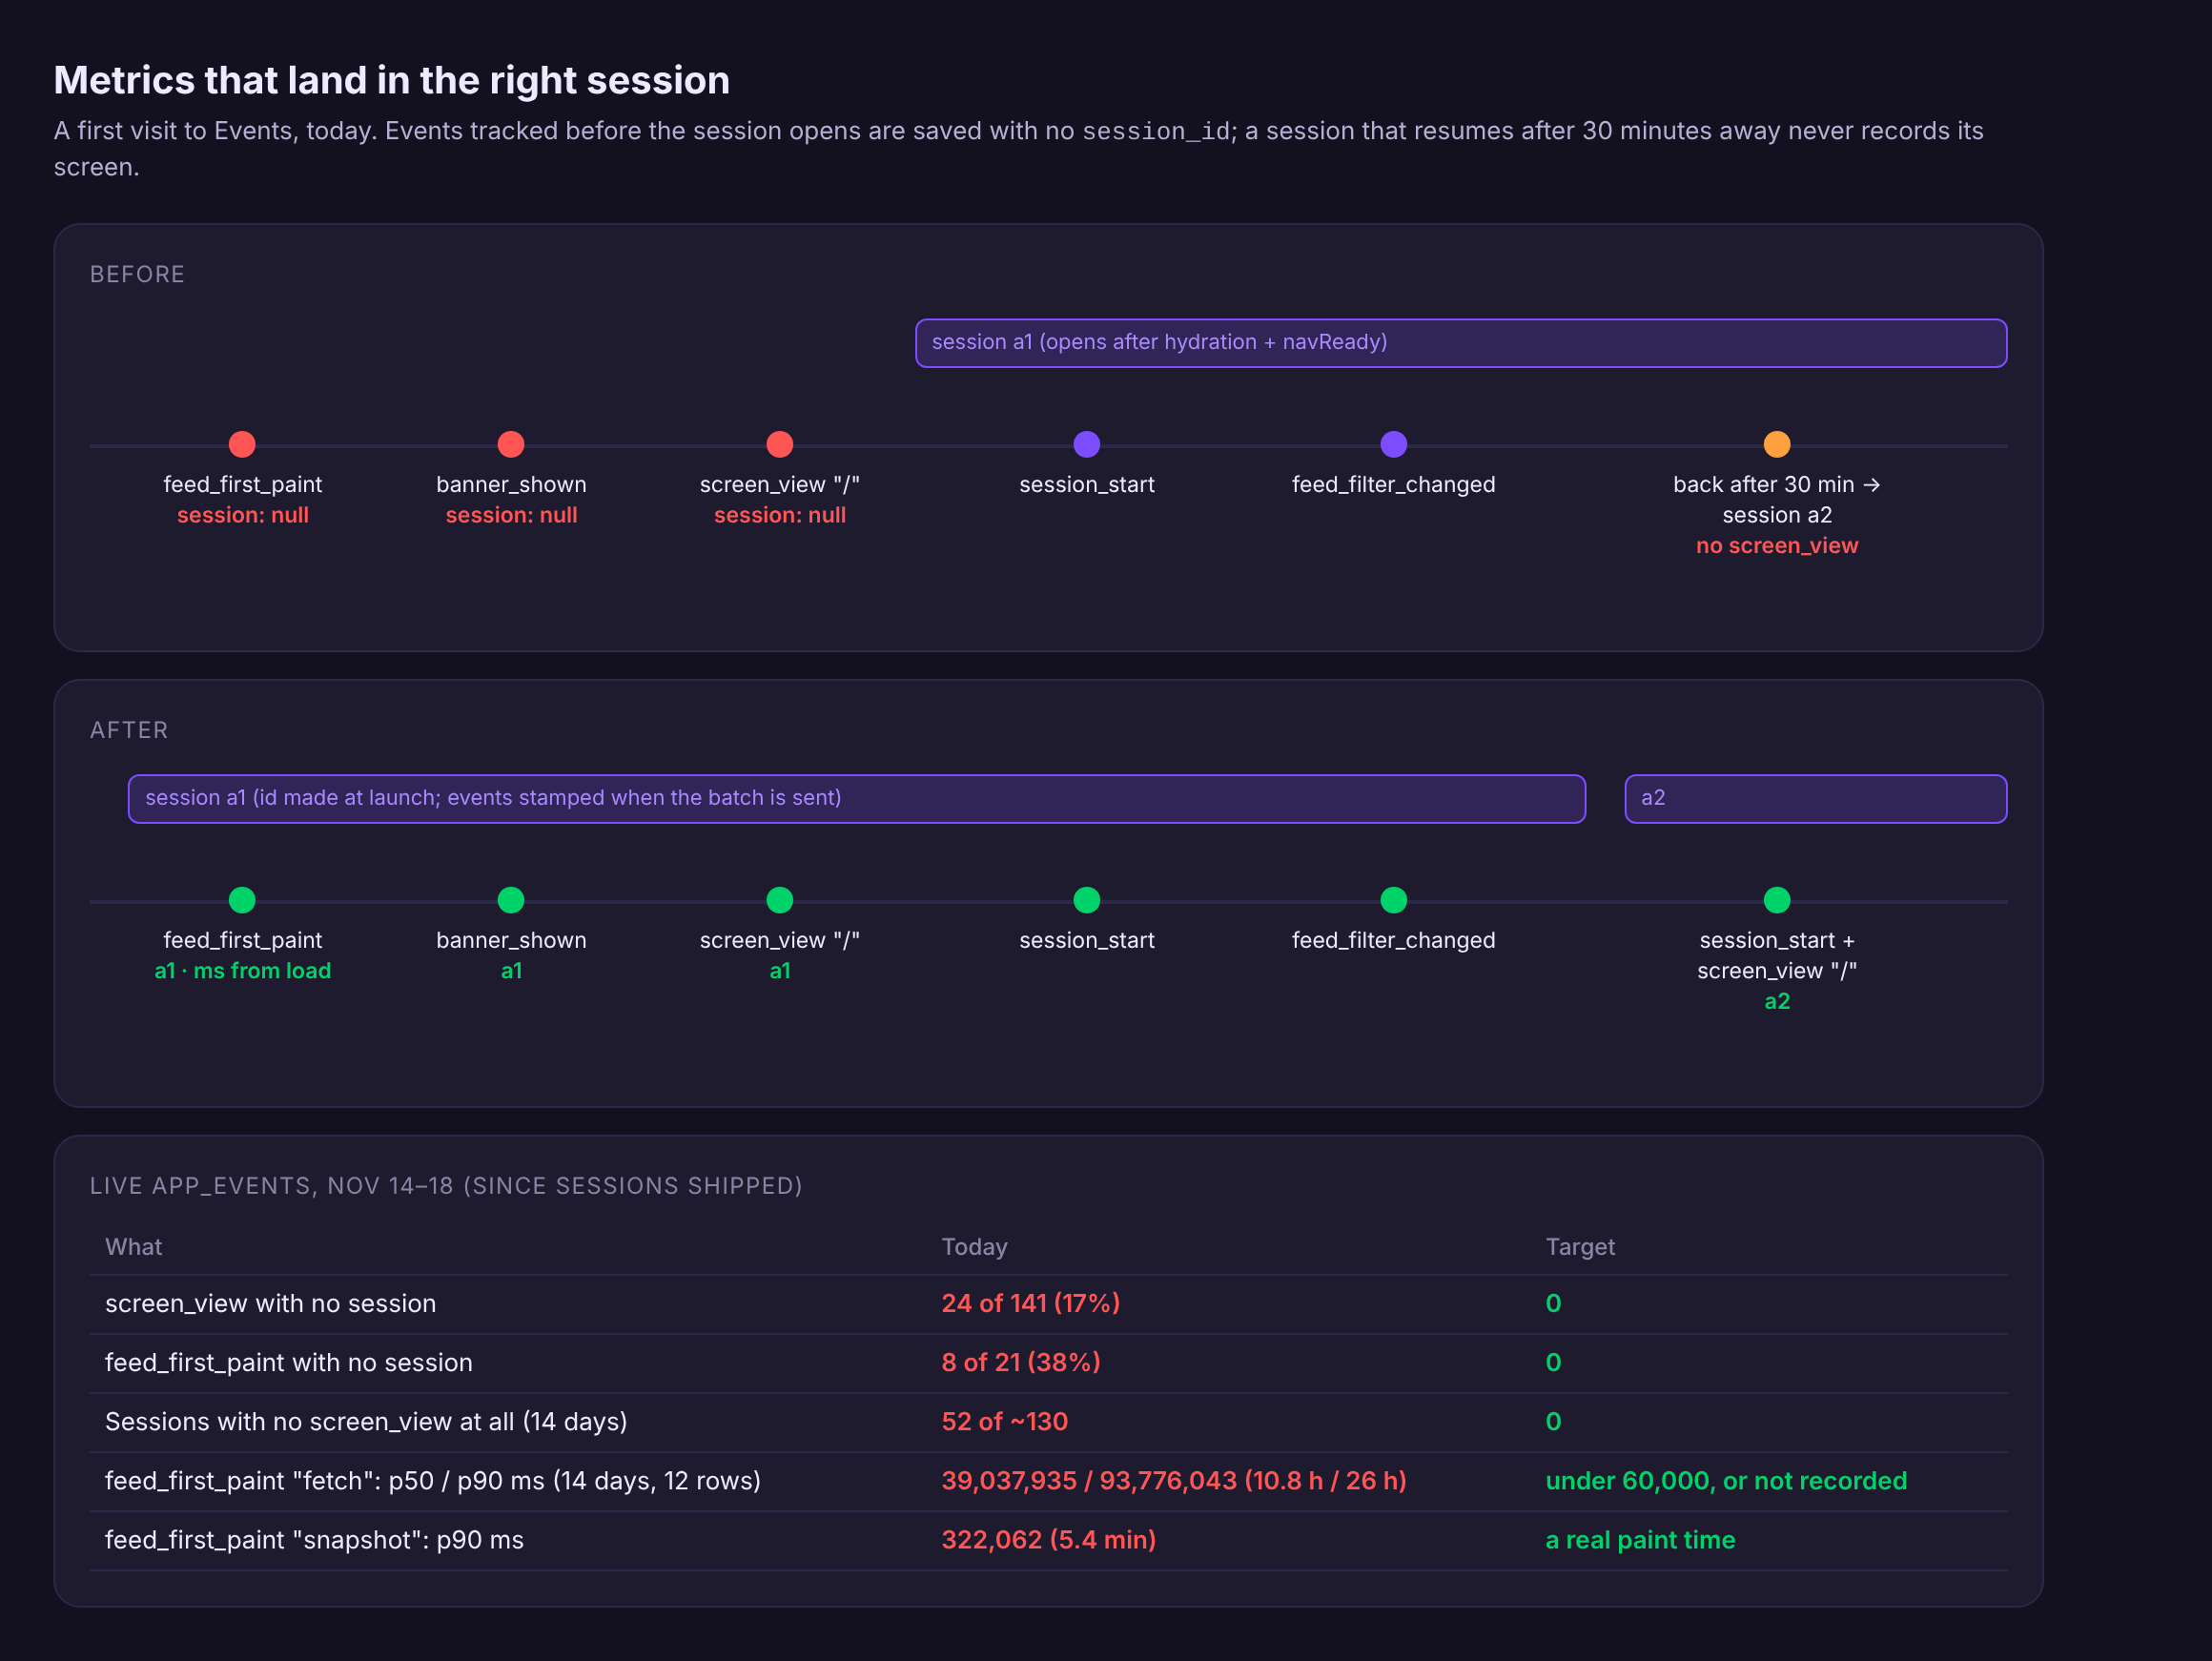 Metrics that land in the right session
A first visit to Events, today. Events tracked before the session opens are saved with no session_id; a session that resumes after 30 minutes away never records its
screen.
BEFORE
session a1 (opens after hydration + navReady)
feed_first_paint
session: null
banner_shown
session: null
screen_view "/"
session: null
session_start
feed_filter_changed
back after 30 min →
session a2
no screen_view
AFTER
session a1 (id made at launch; events stamped when the batch is sent)
a2
feed_first_paint
a1 · ms from load
banner_shown
a1
screen_view "/"
a1
session_start
feed_filter_changed
session_start +
screen_view "/"
a2
LIVE APP_EVENTS, NOV 14–18 (SINCE SESSIONS SHIPPED)
What Today Target
screen_view with no session 24 of 141 (17%) 0
feed_first_paint with no session 8 of 21 (38%) 0
Sessions with no screen_view at all (14 days) 52 of ~130 0
feed_first_paint "fetch": p50 / p90 ms (14 days, 12 rows) 39,037,935 / 93,776,043 (10.8 h / 26 h) under 60,000, or not recorded
feed_first_paint "snapshot": p90 ms 322,062 (5.4 min) a real paint time